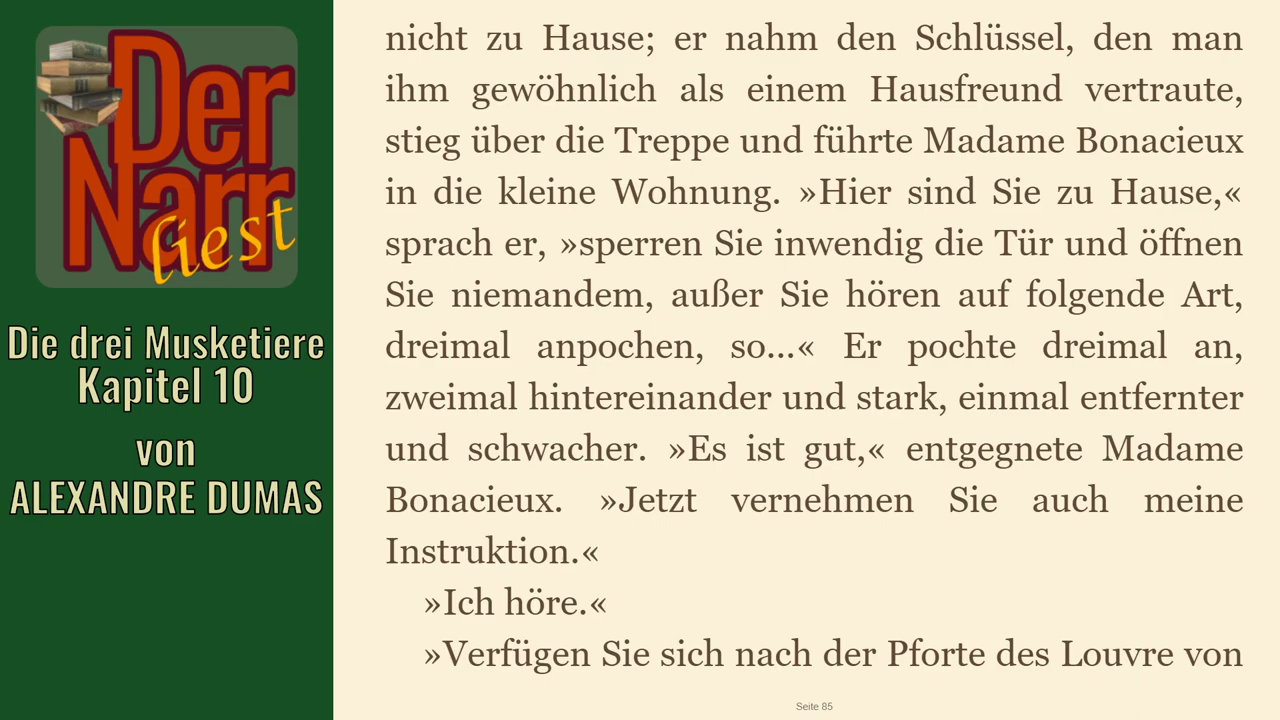 Der
Narr
liest
Die drei Musketiere
Kapitel 10
von
ALEXANDRE DUMAS
nicht zu Hause; er nahm den Schlüssel, den man
ihm gewöhnlich als einem Hausfreund vertraute,
stieg über die Treppe und führte Madame Bonacieux
in die kleine Wohnung. »Hier sind Sie zu Hause,«
sprach er, »sperren Sie inwendig die Tür und öffnen
Sie niemandem, außer Sie hören auf folgende Art,
dreimal anpochen, so...« Er pochte dreimal an,
zweimal hintereinander und stark, einmal entfernter
und schwacher. »Es ist gut,« entgegnete Madame
Bonacieux. »Jetzt vernehmen Sie auch meine
Instruktion.«
»Ich höre.«
»Verfügen Sie sich nach der Pforte des Louvre von
Seite 85